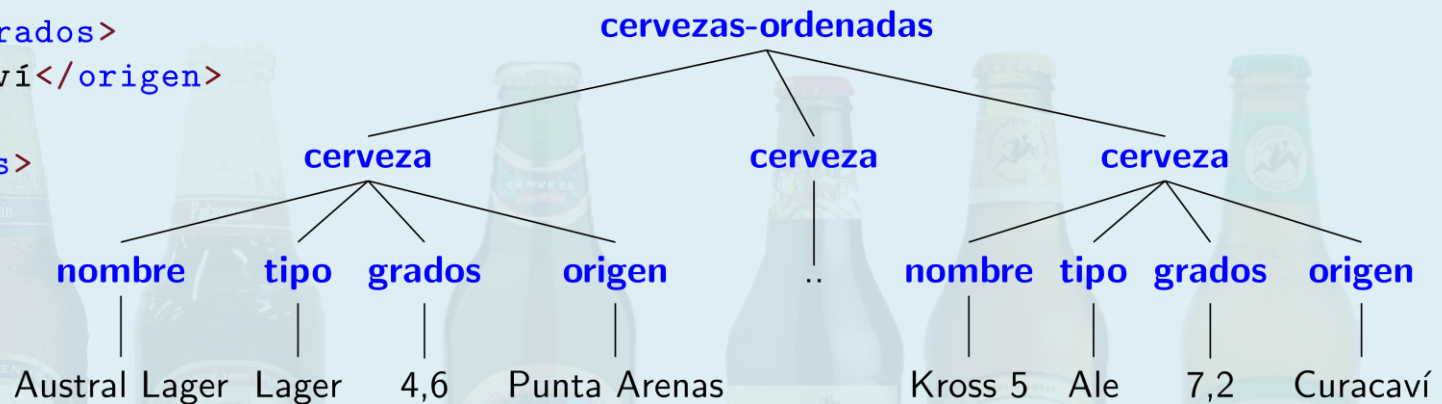 rados>
ví</origen>
s>
cervezas-ordenadas
cerveza cerveza cerveza
nombre tipo grados origen .. nombre tipo grados origen
Austral Lager Lager 4,6 Punta Arenas Kross 5 Ale 7,2 Curacaví